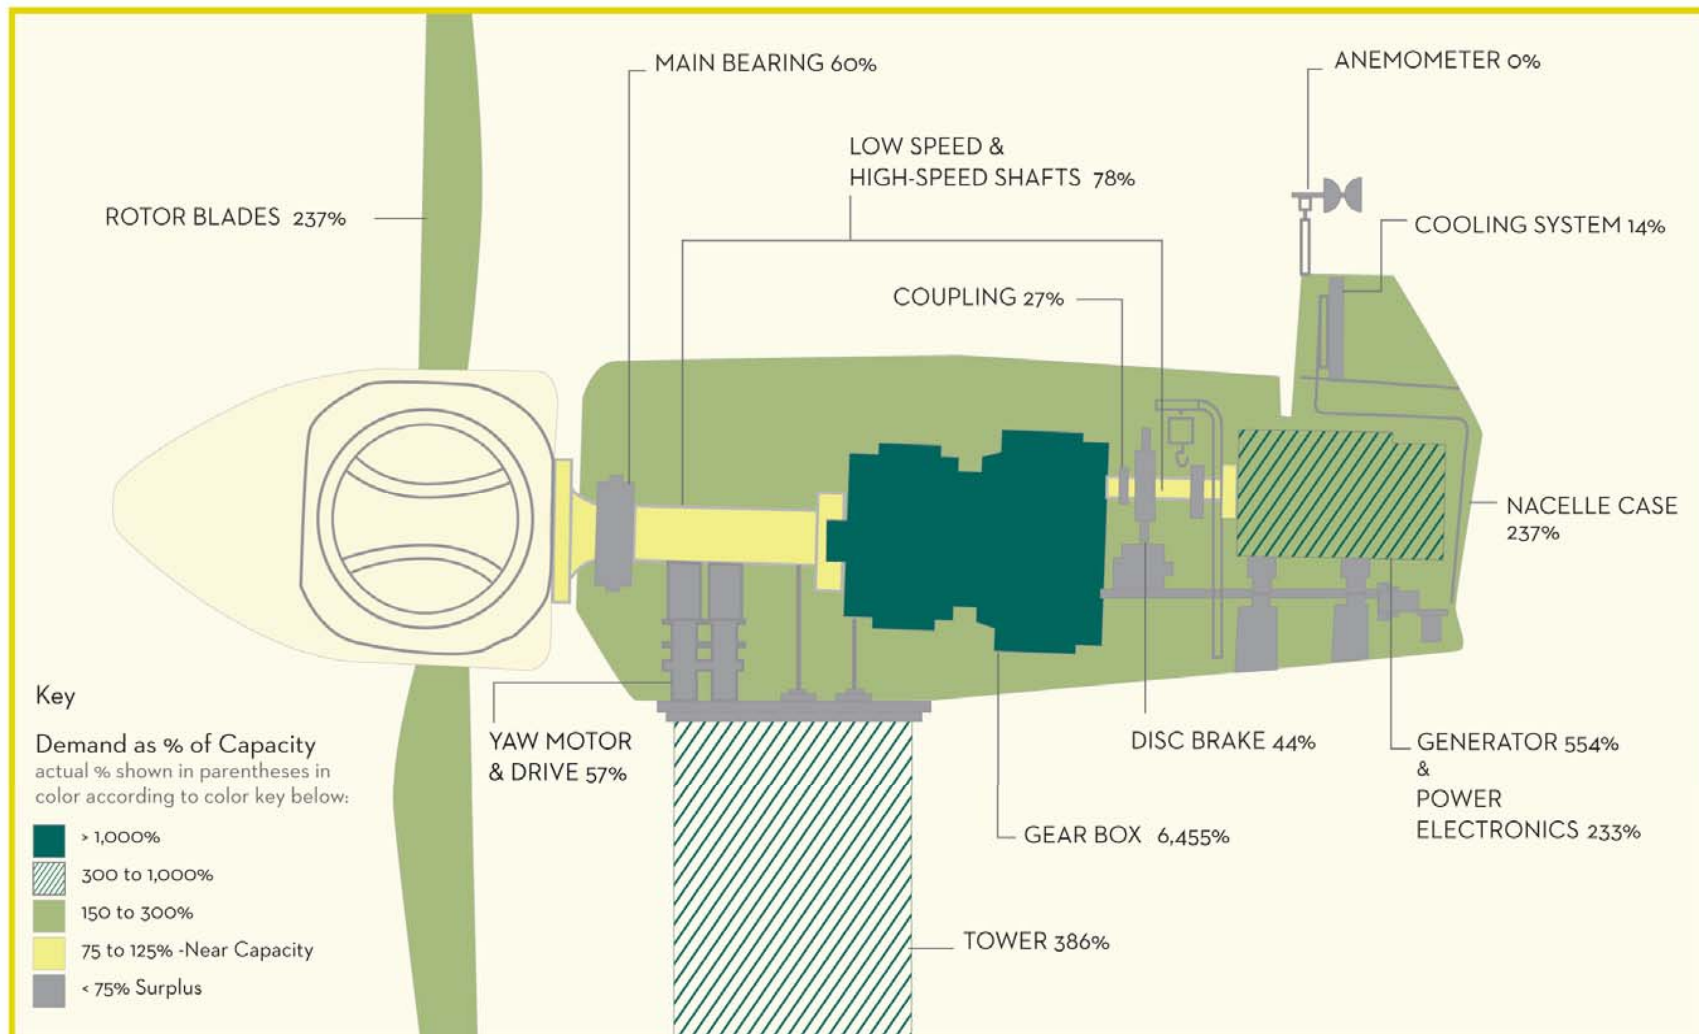 MAIN BEARING 60%
ANEMOMETER 0%
LOW SPEED &
HIGH-SPEED SHAFTS 78%
ROTOR BLADES 237%
COOLING SYSTEM 14%
COUPLING 27%
NACELLE CASE
237%
Key
Demand as % of Capacity
actual % shown in parentheses in
color according to color key below:
> 1,000%
300 to 1,000%
150 to 300%
75 to 125% -Near Capacity
< 75% Surplus
YAW MOTOR
& DRIVE 57%
DISC BRAKE 44%
GENERATOR 554%
&
POWER
ELECTRONICS 233%
GEAR BOX 6,455%
TOWER 386%